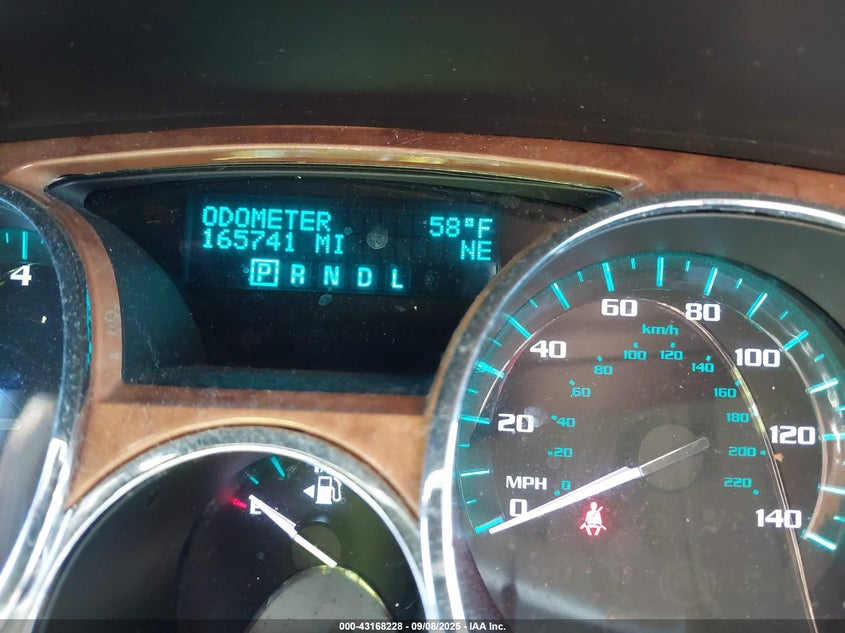 ODOMETER 58°F
165741 MI NE
P R N D L
4
0 20 40 60 80 100 120 140
MPH
km/h
0 20 40 60 80 100 120 140 160 180 200 220
E
000-43168228 - 09/08/2025 - IAA Inc.